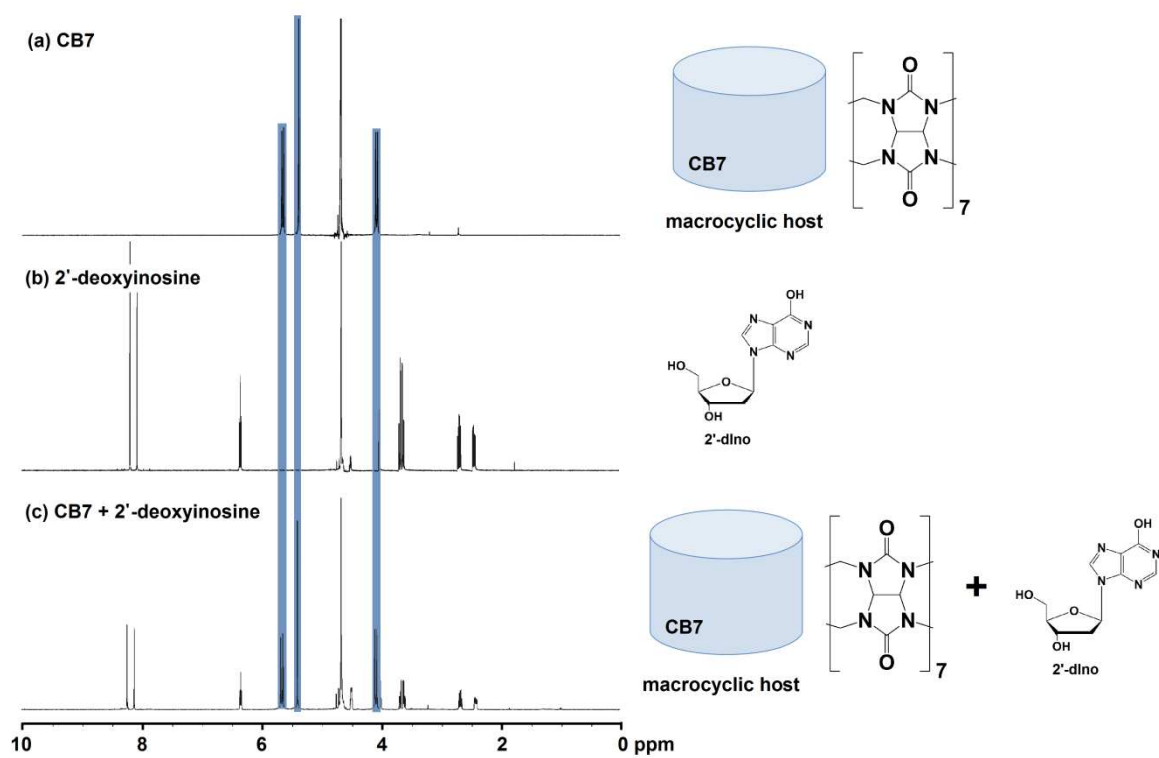 (a) CB7
O
N N
N N
O
7
CB7
macrocyclic host
(b) 2'-deoxyinosine
OH
N N
N N
HO O
OH
2'-dIno
(c) CB7 + 2'-deoxyinosine
O
N N
N N
O
7
CB7
macrocyclic host
+
OH
N N
N N
HO O
OH
2'-dIno
10 8 6 4 2 0 ppm